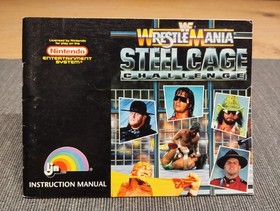 Licensed by Nintendo
for play on the
Nintendo
ENTERTAINMENT
SYSTEM
WF
WRESTLEMANIA
STEEL CAGE
CHALLENGE
LJN
INSTRUCTION MANUAL